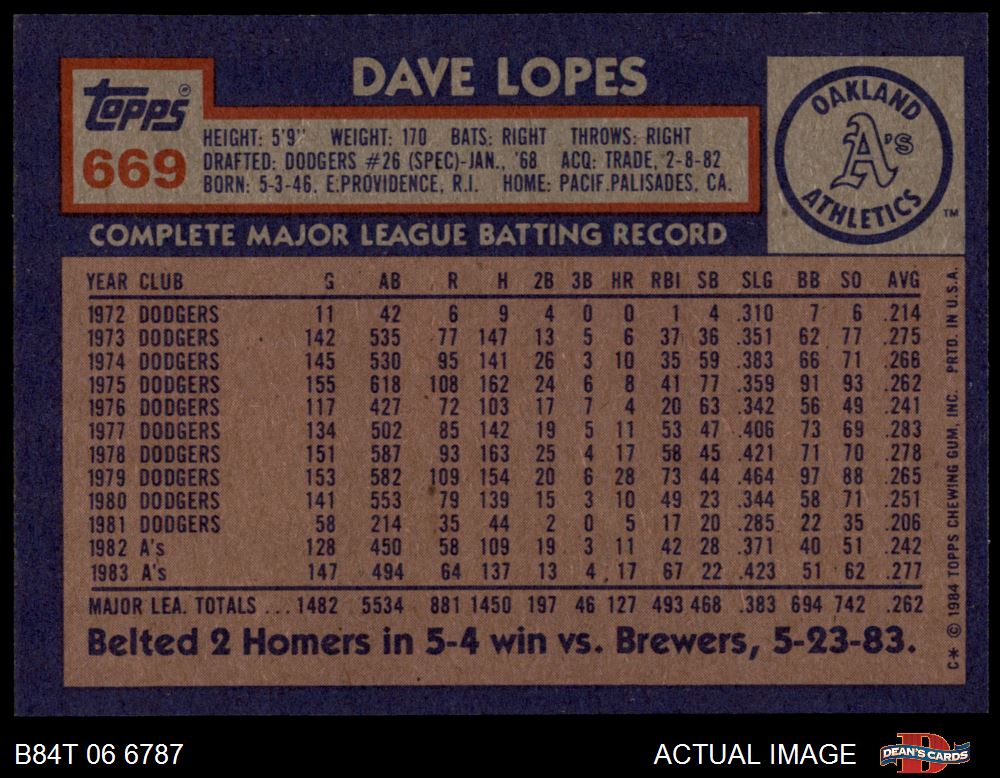 DAVE LOPES
Topps®
669
HEIGHT: 5'9" WEIGHT: 170 BATS: RIGHT THROWS: RIGHT
DRAFTED: DODGERS #26 (SPEC)-JAN., '68 ACQ: TRADE, 2-8-82
BORN: 5-3-46, E.PROVIDENCE, R.I. HOME: PACIF.PALISADES, CA.
OAKLAND
A's
ATHLETICS
TM
COMPLETE MAJOR LEAGUE BATTING RECORD
YEAR CLUB G AB R H 2B 3B HR RBI SB SLG BB SO AVG
1972 DODGERS 11 42 6 9 4 0 0 1 4 .310 7 6 .214
1973 DODGERS 142 535 77 147 13 5 6 37 36 .351 62 77 .275
1974 DODGERS 145 530 95 141 26 3 10 35 59 .383 66 71 .266
1975 DODGERS 155 618 108 162 24 6 8 41 77 .359 91 93 .262
1976 DODGERS 117 427 72 103 17 7 4 20 63 .342 56 49 .241
1977 DODGERS 134 502 85 142 19 5 11 53 47 .406 73 69 .283
1978 DODGERS 151 587 93 163 25 4 17 58 45 .421 71 70 .278
1979 DODGERS 153 582 109 154 20 6 28 73 44 .464 97 88 .265
1980 DODGERS 141 553 79 139 15 3 10 49 23 .344 58 71 .251
1981 DODGERS 58 214 35 44 2 0 5 17 20 .285 22 35 .206
1982 A's 128 450 58 109 19 3 11 42 28 .371 40 51 .242
1983 A's 147 494 64 137 13 4 17 67 22 .423 51 62 .277
MAJOR LEA. TOTALS ... 1482 5534 881 1450 197 46 127 493 468 .383 694 742 .262
Belted 2 Homers in 5-4 win vs. Brewers, 5-23-83.
C* © 1984 TOPPS CHEWING GUM, INC. PRTD. IN U.S.A.
B84T 06 6787
ACTUAL IMAGE
D
DEAN'S CARDS